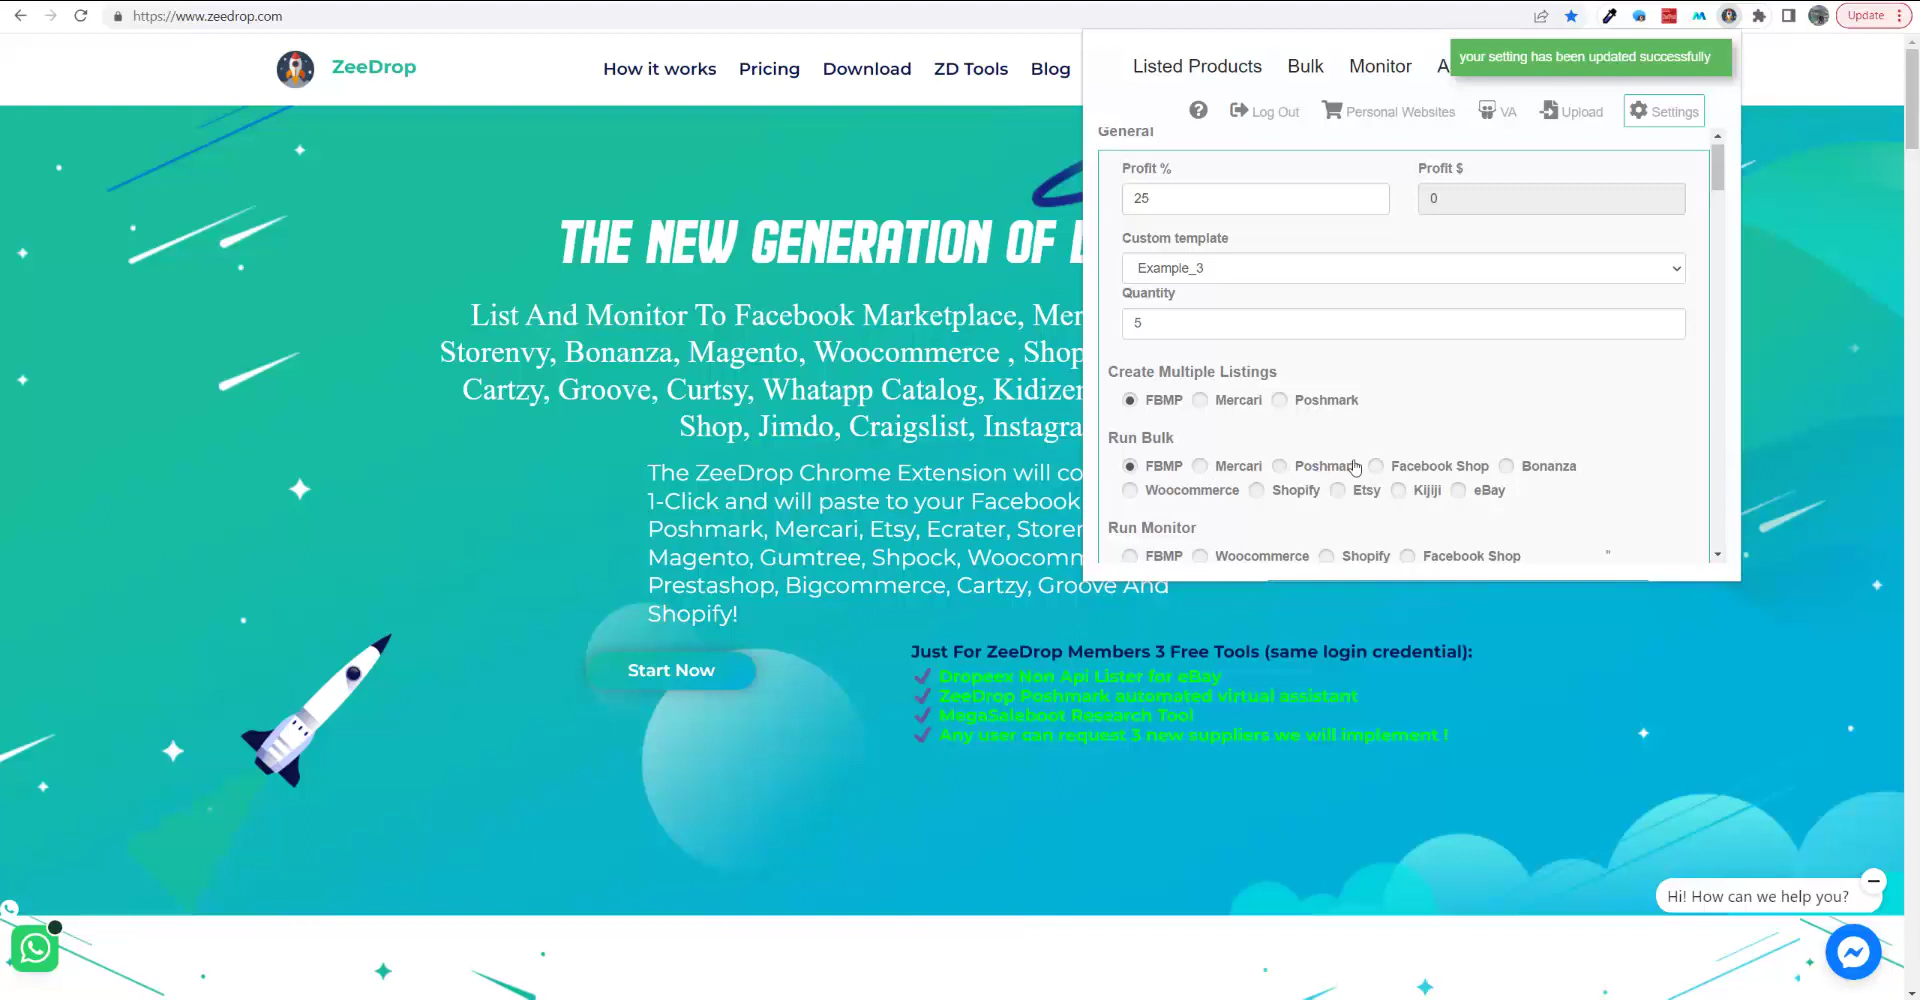 https://www.zeedrop.com
Update
ZeeDrop
How it works
Pricing
Download
ZD Tools
Blog
THE NEW GENERATION OF
List And Monitor To Facebook Marketplace, Mer
Storenvy, Bonanza, Magento, Woocommerce , Shop
Cartzy, Groove, Curtsy, Whatapp Catalog, Kidizen
Shop, Jimdo, Craigslist, Instagra
The ZeeDrop Chrome Extension will co
1-Click and will paste to your Facebook
Poshmark, Mercari, Etsy, Ecrater, Storen
Magento, Gumtree, Shpock, Woocomm
Prestashop, Bigcommerce, Cartzy, Groove And
Shopify!
Start Now
Just For ZeeDrop Members 3 Free Tools (same login credential):
Dropeex Non Api Lister for eBay
ZeeDrop Poshmark automated virtual assistant
MegaSaleboot Research Tool
Any user can request 3 new suppliers we will implement !
Listed Products
Bulk
Monitor
A
your setting has been updated successfully
Log Out
Personal Websites
VA
Upload
Settings
General
Profit %
Profit $
25
0
Custom template
Example_3
Quantity
5
Create Multiple Listings
FBMP Mercari Poshmark
Run Bulk
FBMP Mercari Poshmark Facebook Shop Bonanza
Woocommerce Shopify Etsy Kijiji eBay
Run Monitor
FBMP Woocommerce Shopify Facebook Shop
Hi! How can we help you?